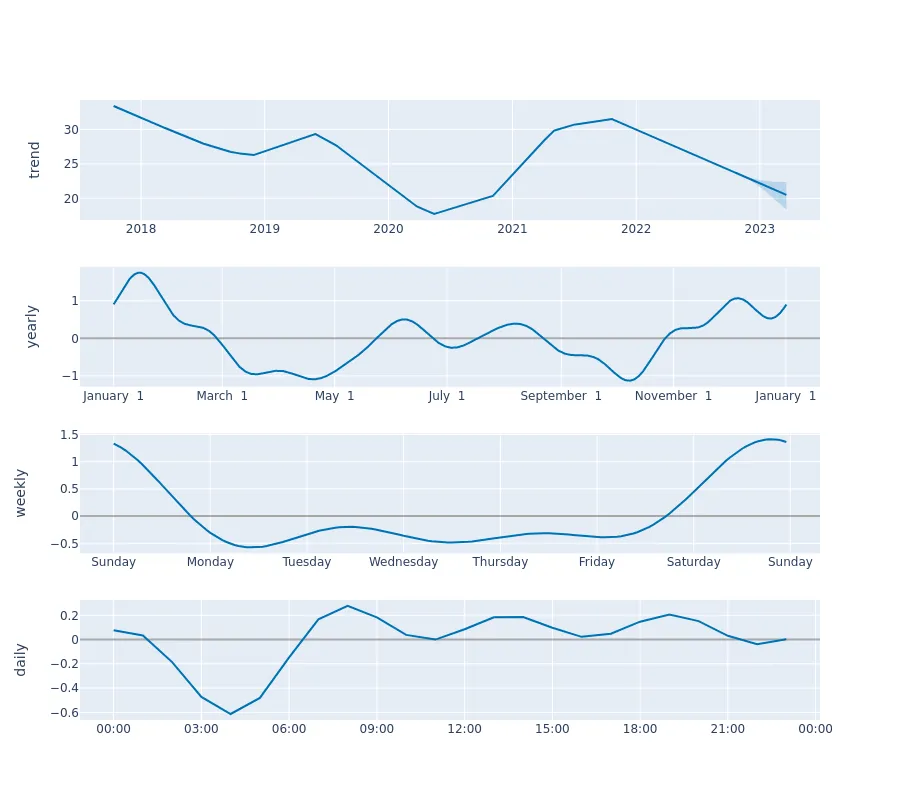 trend
30
25
20
2018 2019 2020 2021 2022 2023
yearly
1
0
−1
January 1 March 1 May 1 July 1 September 1 November 1 January 1
weekly
1.5
1
0.5
0
−0.5
Sunday Monday Tuesday Wednesday Thursday Friday Saturday Sunday
daily
0.2
0
−0.2
−0.4
−0.6
00:00 03:00 06:00 09:00 12:00 15:00 18:00 21:00 00:00